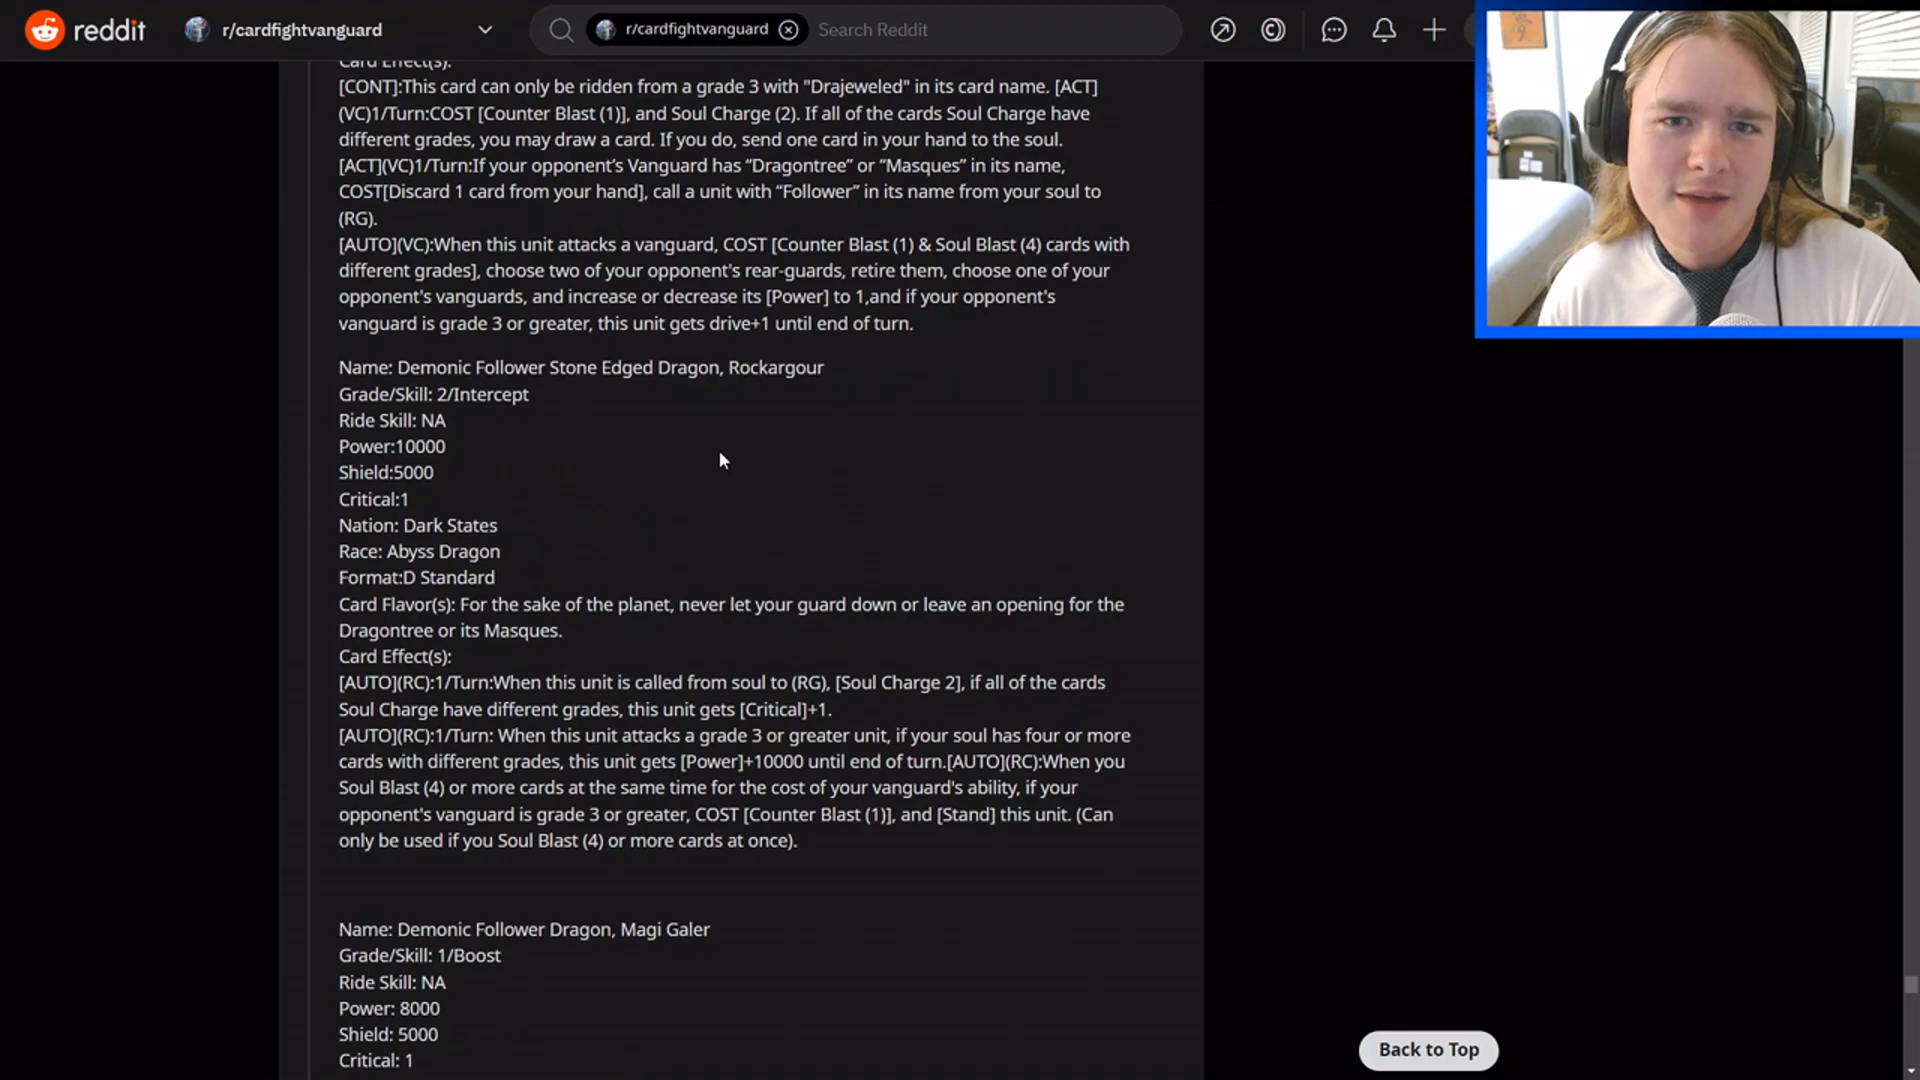 reddit
r/cardfightvanguard
r/cardfightvanguard
Search Reddit
Card Effect(s):
[CONT]:This card can only be ridden from a grade 3 with "Drajeweled" in its card name. [ACT]
(VC)1/Turn:COST [Counter Blast (1)], and Soul Charge (2). If all of the cards Soul Charge have
different grades, you may draw a card. If you do, send one card in your hand to the soul.
[ACT](VC)1/Turn:If your opponent’s Vanguard has “Dragontree” or “Masques” in its name,
COST[Discard 1 card from your hand], call a unit with “Follower” in its name from your soul to
(RG).
[AUTO](VC):When this unit attacks a vanguard, COST [Counter Blast (1) & Soul Blast (4) cards with
different grades], choose two of your opponent's rear-guards, retire them, choose one of your
opponent's vanguards, and increase or decrease its [Power] to 1,and if your opponent's
vanguard is grade 3 or greater, this unit gets drive+1 until end of turn.
Name: Demonic Follower Stone Edged Dragon, Rockargour
Grade/Skill: 2/Intercept
Ride Skill: NA
Power:10000
Shield:5000
Critical:1
Nation: Dark States
Race: Abyss Dragon
Format:D Standard
Card Flavor(s): For the sake of the planet, never let your guard down or leave an opening for the
Dragontree or its Masques.
Card Effect(s):
[AUTO](RC):1/Turn:When this unit is called from soul to (RG), [Soul Charge 2], if all of the cards
Soul Charge have different grades, this unit gets [Critical]+1.
[AUTO](RC):1/Turn: When this unit attacks a grade 3 or greater unit, if your soul has four or more
cards with different grades, this unit gets [Power]+10000 until end of turn.[AUTO](RC):When you
Soul Blast (4) or more cards at the same time for the cost of your vanguard's ability, if your
opponent's vanguard is grade 3 or greater, COST [Counter Blast (1)], and [Stand] this unit. (Can
only be used if you Soul Blast (4) or more cards at once).
Name: Demonic Follower Dragon, Magi Galer
Grade/Skill: 1/Boost
Ride Skill: NA
Power: 8000
Shield: 5000
Critical: 1
Back to Top